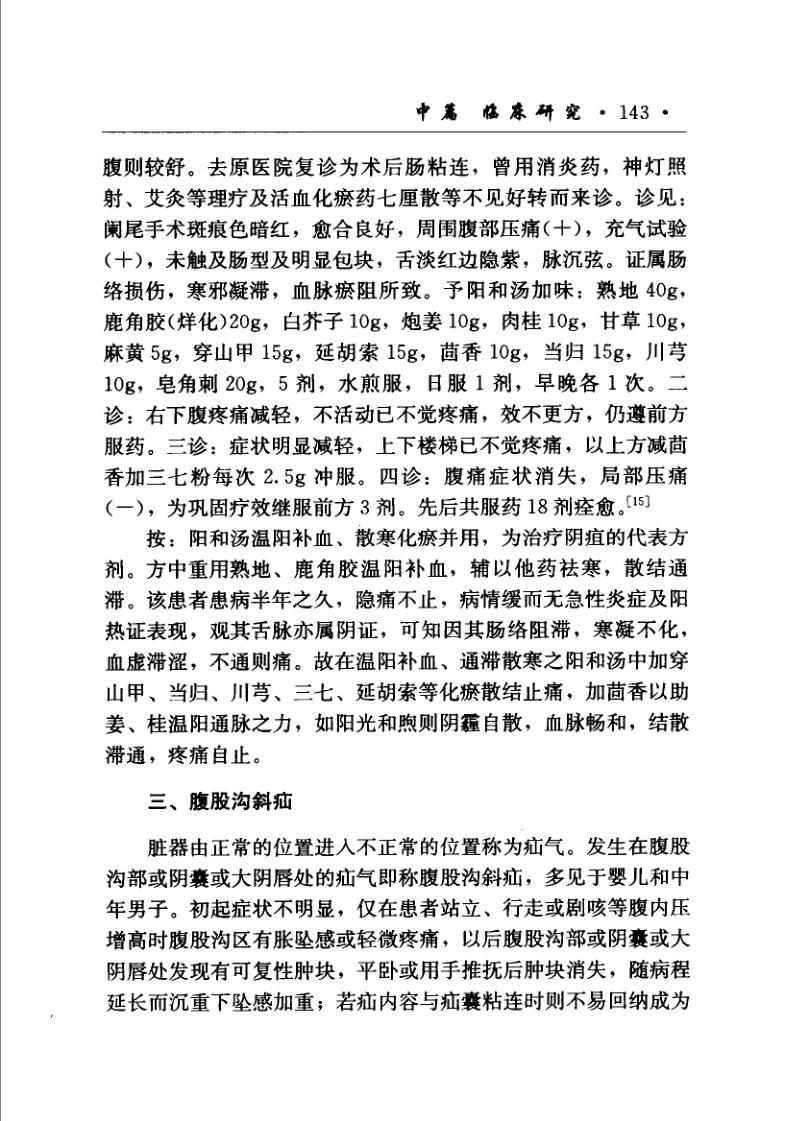 中篇 临床研究 · 143 ·
腹则较舒。去原医院复诊为术后肠粘连，曾用消炎药，神灯照
射、艾灸等理疗及活血化瘀药七厘散等不见好转而来诊。诊见：
阑尾手术斑痕色暗红，愈合良好，周围腹部压痛(十)，充气试验
(十)，未触及肠型及明显包块，舌淡红边隐紫，脉沉弦。证属肠
络损伤，寒邪凝滞，血脉瘀阻所致。予阳和汤加味：熟地 40g，
鹿角胶(烊化)20g，白芥子 10g，炮姜 10g，肉桂 10g，甘草 10g，
麻黄 5g，穿山甲 15g，延胡索 15g，茴香 10g，当归 15g，川芎
10g，皂角刺 20g，5 剂，水煎服，日服 1 剂，早晚各 1 次。二
诊：右下腹疼痛减轻，不活动已不觉疼痛，效不更方，仍遵前方
服药。三诊：症状明显减轻，上下楼梯已不觉疼痛，以上方减茴
香加三七粉每次 2.5g 冲服。四诊：腹痛症状消失，局部压痛
(一)，为巩固疗效继服前方 3 剂。先后共服药 18 剂痊愈。[15]
按：阳和汤温阳补血、散寒化瘀并用，为治疗阴疽的代表方
剂。方中重用熟地、鹿角胶温阳补血，辅以他药祛寒，散结通
滞。该患者患病半年之久，隐痛不止，病情缓而无急性炎症及阳
热证表现，观其舌脉亦属阴证，可知因其肠络阻滞，寒凝不化，
血虚滞涩，不通则痛。故在温阳补血、通滞散寒之阳和汤中加穿
山甲、当归、川芎、三七、延胡索等化瘀散结止痛，加茴香以助
姜、桂温阳通脉之力，如阳光和煦则阴霾自散，血脉畅和，结散
滞通，疼痛自止。
三、腹股沟斜疝
脏器由正常的位置进入不正常的位置称为疝气。发生在腹股
沟部或阴囊或大阴唇处的疝气即称腹股沟斜疝，多见于婴儿和中
年男子。初起症状不明显，仅在患者站立、行走或剧咳等腹内压
增高时腹股沟区有胀坠感或轻微疼痛，以后腹股沟部或阴囊或大
阴唇处发现有可复性肿块，平卧或用手推抚后肿块消失，随病程
延长而沉重下坠感加重；若疝内容与疝囊粘连时则不易回纳成为